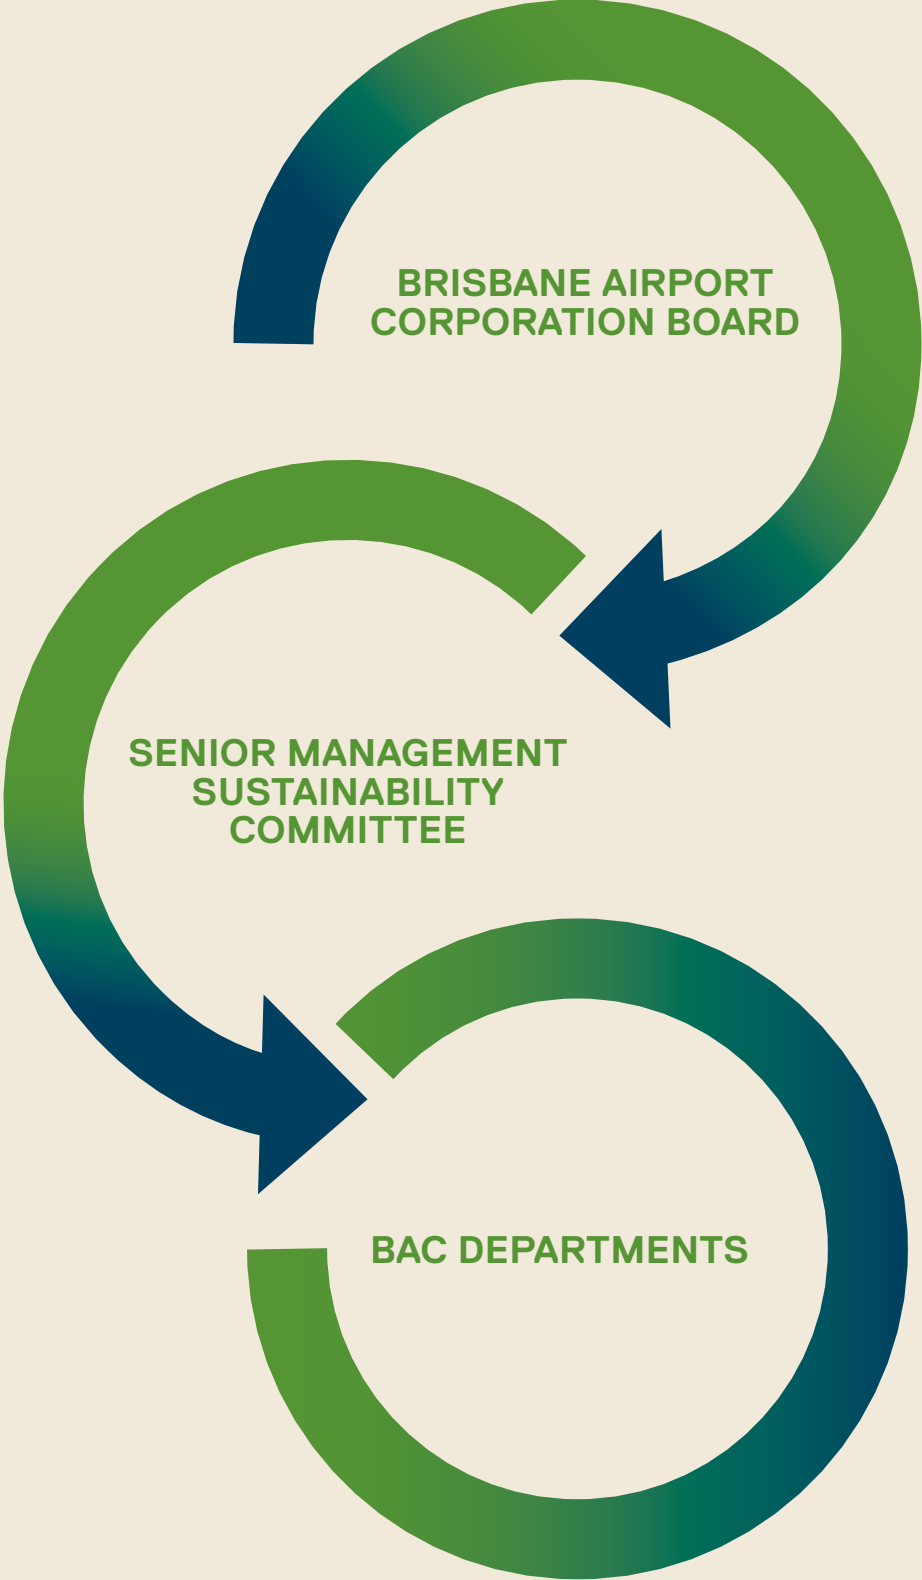 BRISBANE AIRPORT
CORPORATION BOARD
SENIOR MANAGEMENT
SUSTAINABILITY
COMMITTEE
BAC DEPARTMENTS